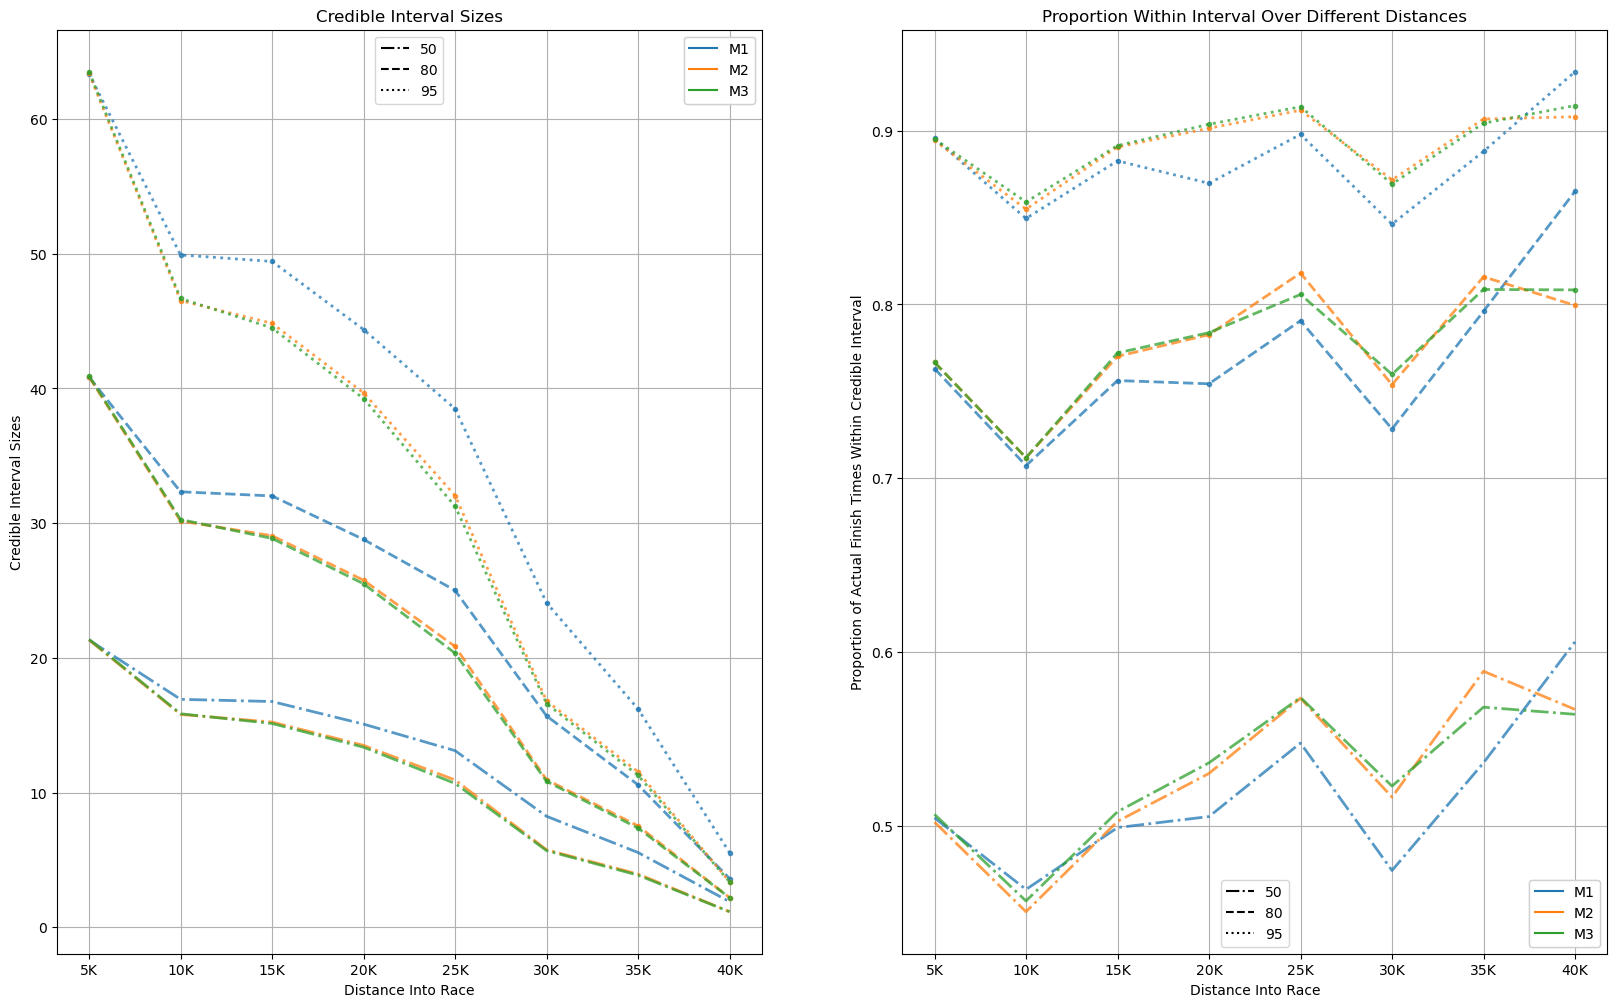 Credible Interval Sizes
50
80
95
M1
M2
M3
60
50
40
30
20
10
0
Credible Interval Sizes
5K 10K 15K 20K 25K 30K 35K 40K
Distance Into Race
Proportion Within Interval Over Different Distances
0.9
0.8
0.7
0.6
0.5
Proportion of Actual Finish Times Within Credible Interval
50
80
95
M1
M2
M3
5K 10K 15K 20K 25K 30K 35K 40K
Distance Into Race